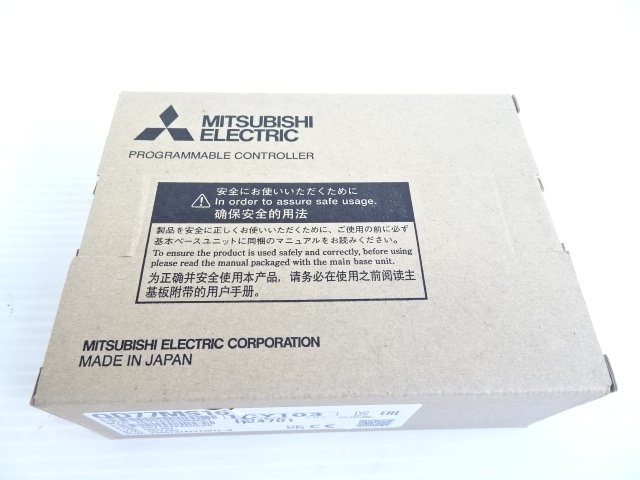 MITSUBISHI
ELECTRIC
PROGRAMMABLE CONTROLLER
安全にお使いいただくために
In order to assure safe usage.
确保安全的用法
製品を安全に正しくお使いいただくために、ご使用の前に必ず
基本ベースユニットに同梱のマニュアルをお読みください。
To ensure the product is used safely and correctly, before using
please read the manual packaged with the main base unit.
为正确并安全使用本产品，请务必在使用之前阅读主
基板附带的用户手册。
MITSUBISHI ELECTRIC CORPORATION
MADE IN JAPAN
QD77MS16
EAC